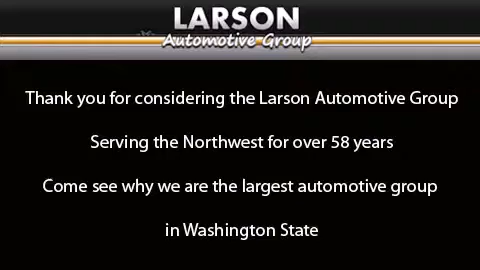 LARSON
Automotive Group
Thank you for considering the Larson Automotive Group
Serving the Northwest for over 58 years
Come see why we are the largest automotive group
in Washington State